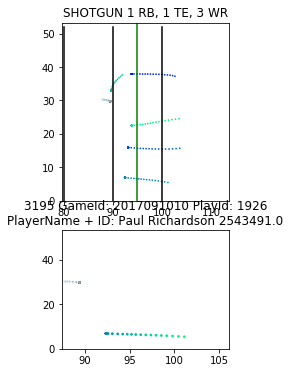 SHOTGUN 1 RB, 1 TE, 3 WR
50
40
30
20
10
0
80 90 100 110
3195 GameId: 2017091010 PlayId: 1926
PlayerName + ID: Paul Richardson 2543491.0
40
20
0
90 95 100 105